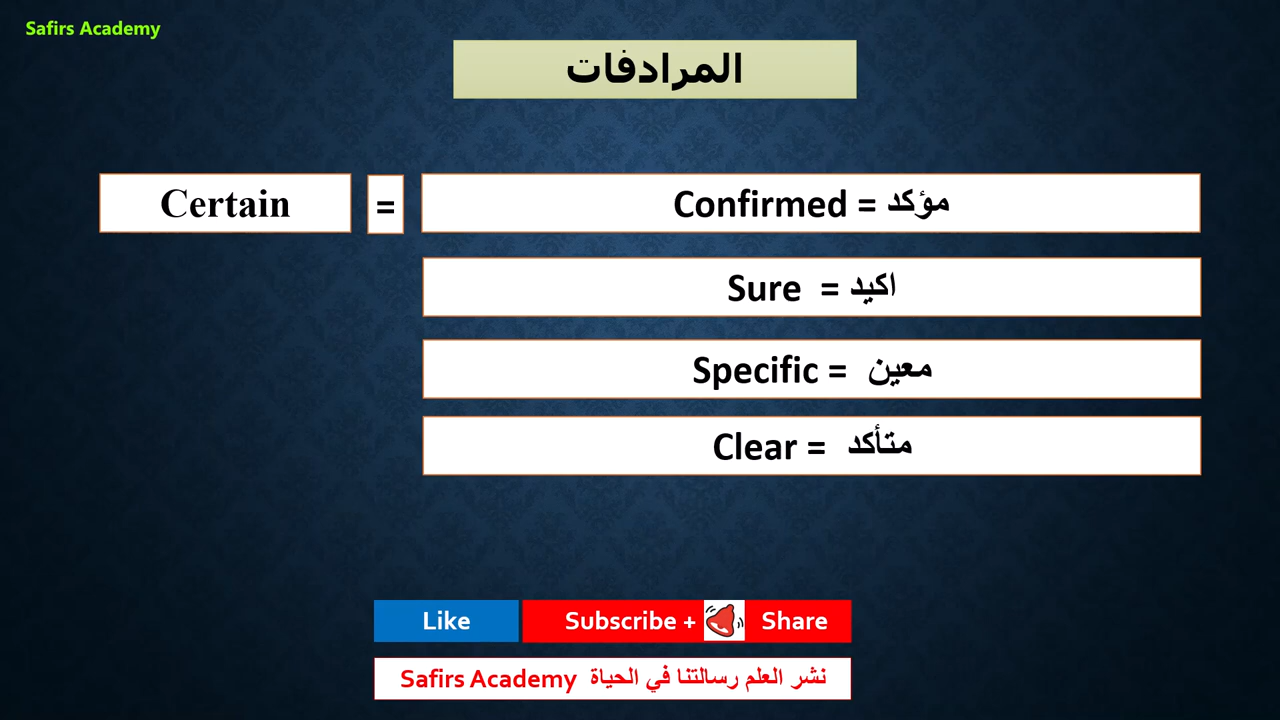 Safirs Academy
المرادفات
Certain = Confirmed = مؤكد
Sure = اكيد
Specific = معين
Clear = متأكد
Like Subscribe + Share
Safirs Academy نشر العلم رسالتنا في الحياة